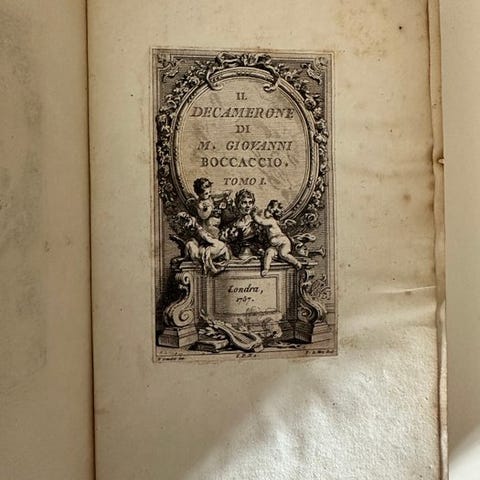 IL
DECAMERONE
DI
M. GIOVANNI
BOCCACCIO.
TOMO I.
Londra,
1757.